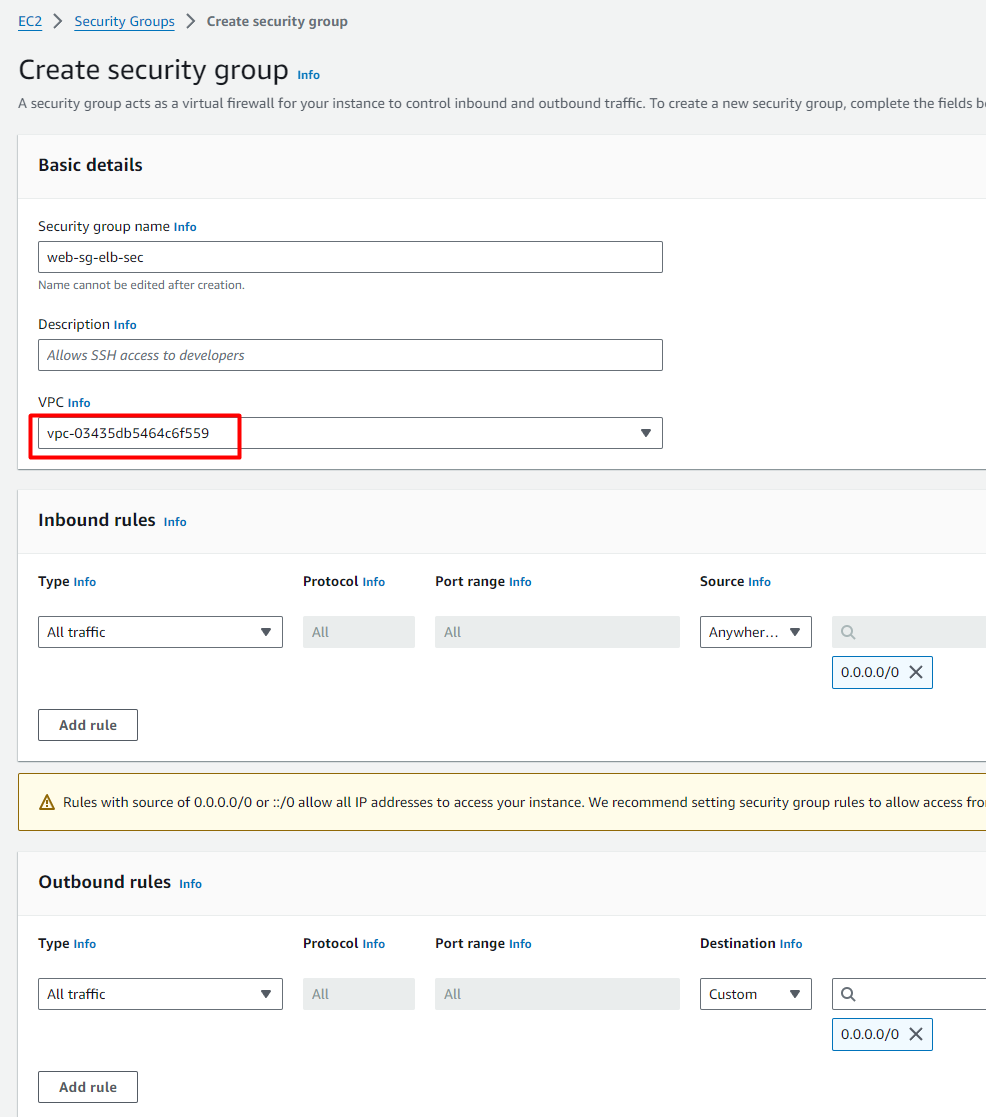 EC2 > Security Groups > Create security group
Create security group Info
A security group acts as a virtual firewall for your instance to control inbound and outbound traffic. To create a new security group, complete the fields
Basic details
Security group name Info
web-sg-elb-sec
Name cannot be edited after creation.
Description Info
Allows SSH access to developers
VPC Info
vpc-03435db5464c6f559
Inbound rules Info
Type Info Protocol Info Port range Info Source Info
All traffic All All Anywher...
0.0.0.0/0
Add rule
Rules with source of 0.0.0.0/0 or ::/0 allow all IP addresses to access your instance. We recommend setting security group rules to allow access
Outbound rules Info
Type Info Protocol Info Port range Info Destination Info
All traffic All All Custom
0.0.0.0/0
Add rule